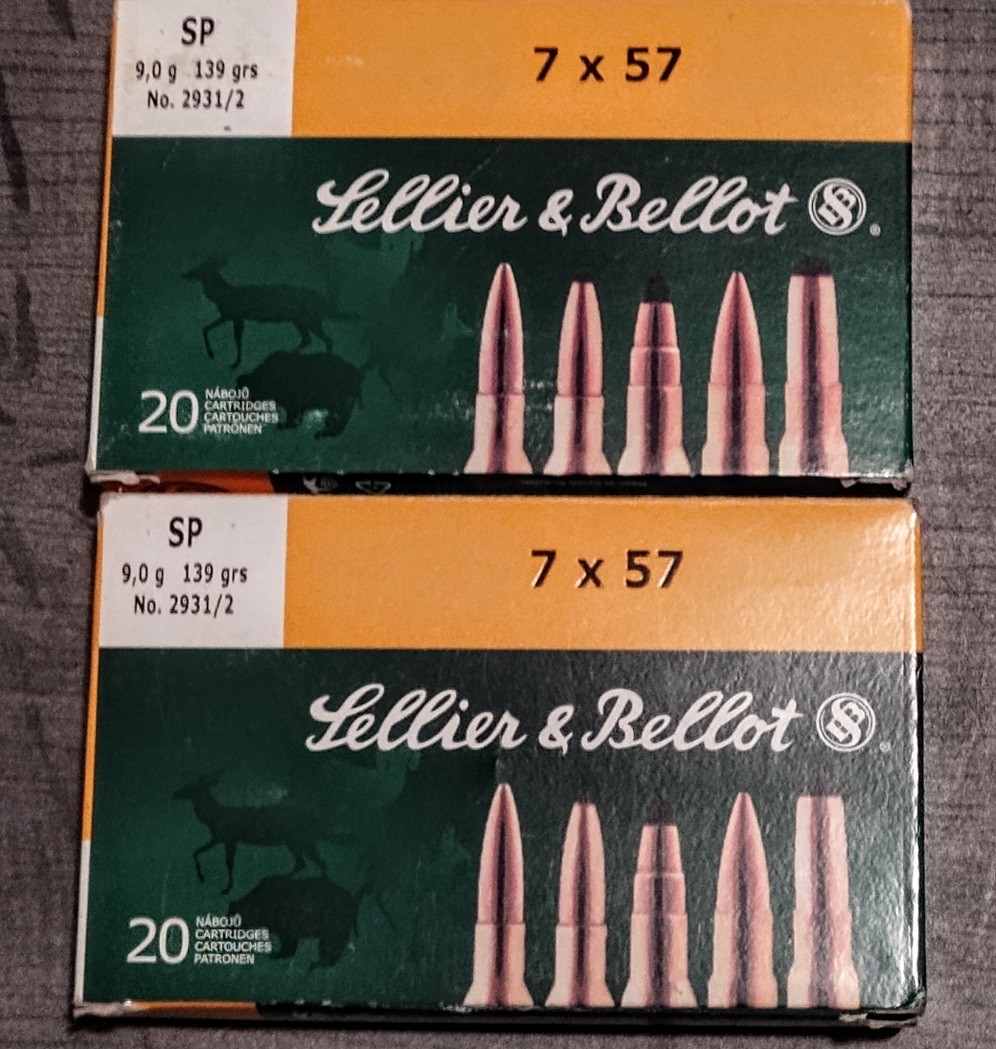 SP
9,0 g 139 grs
No. 2931/2
7 x 57
Lellier & Bellot
®
20
NÁBOJŮ
CARTRIDGES
CARTOUCHES
PATRONEN
SP
9,0 g 139 grs
No. 2931/2
7 x 57
Sellier & Bellot
®
20
NÁBOJŮ
CARTRIDGES
CARTOUCHES
PATRONEN